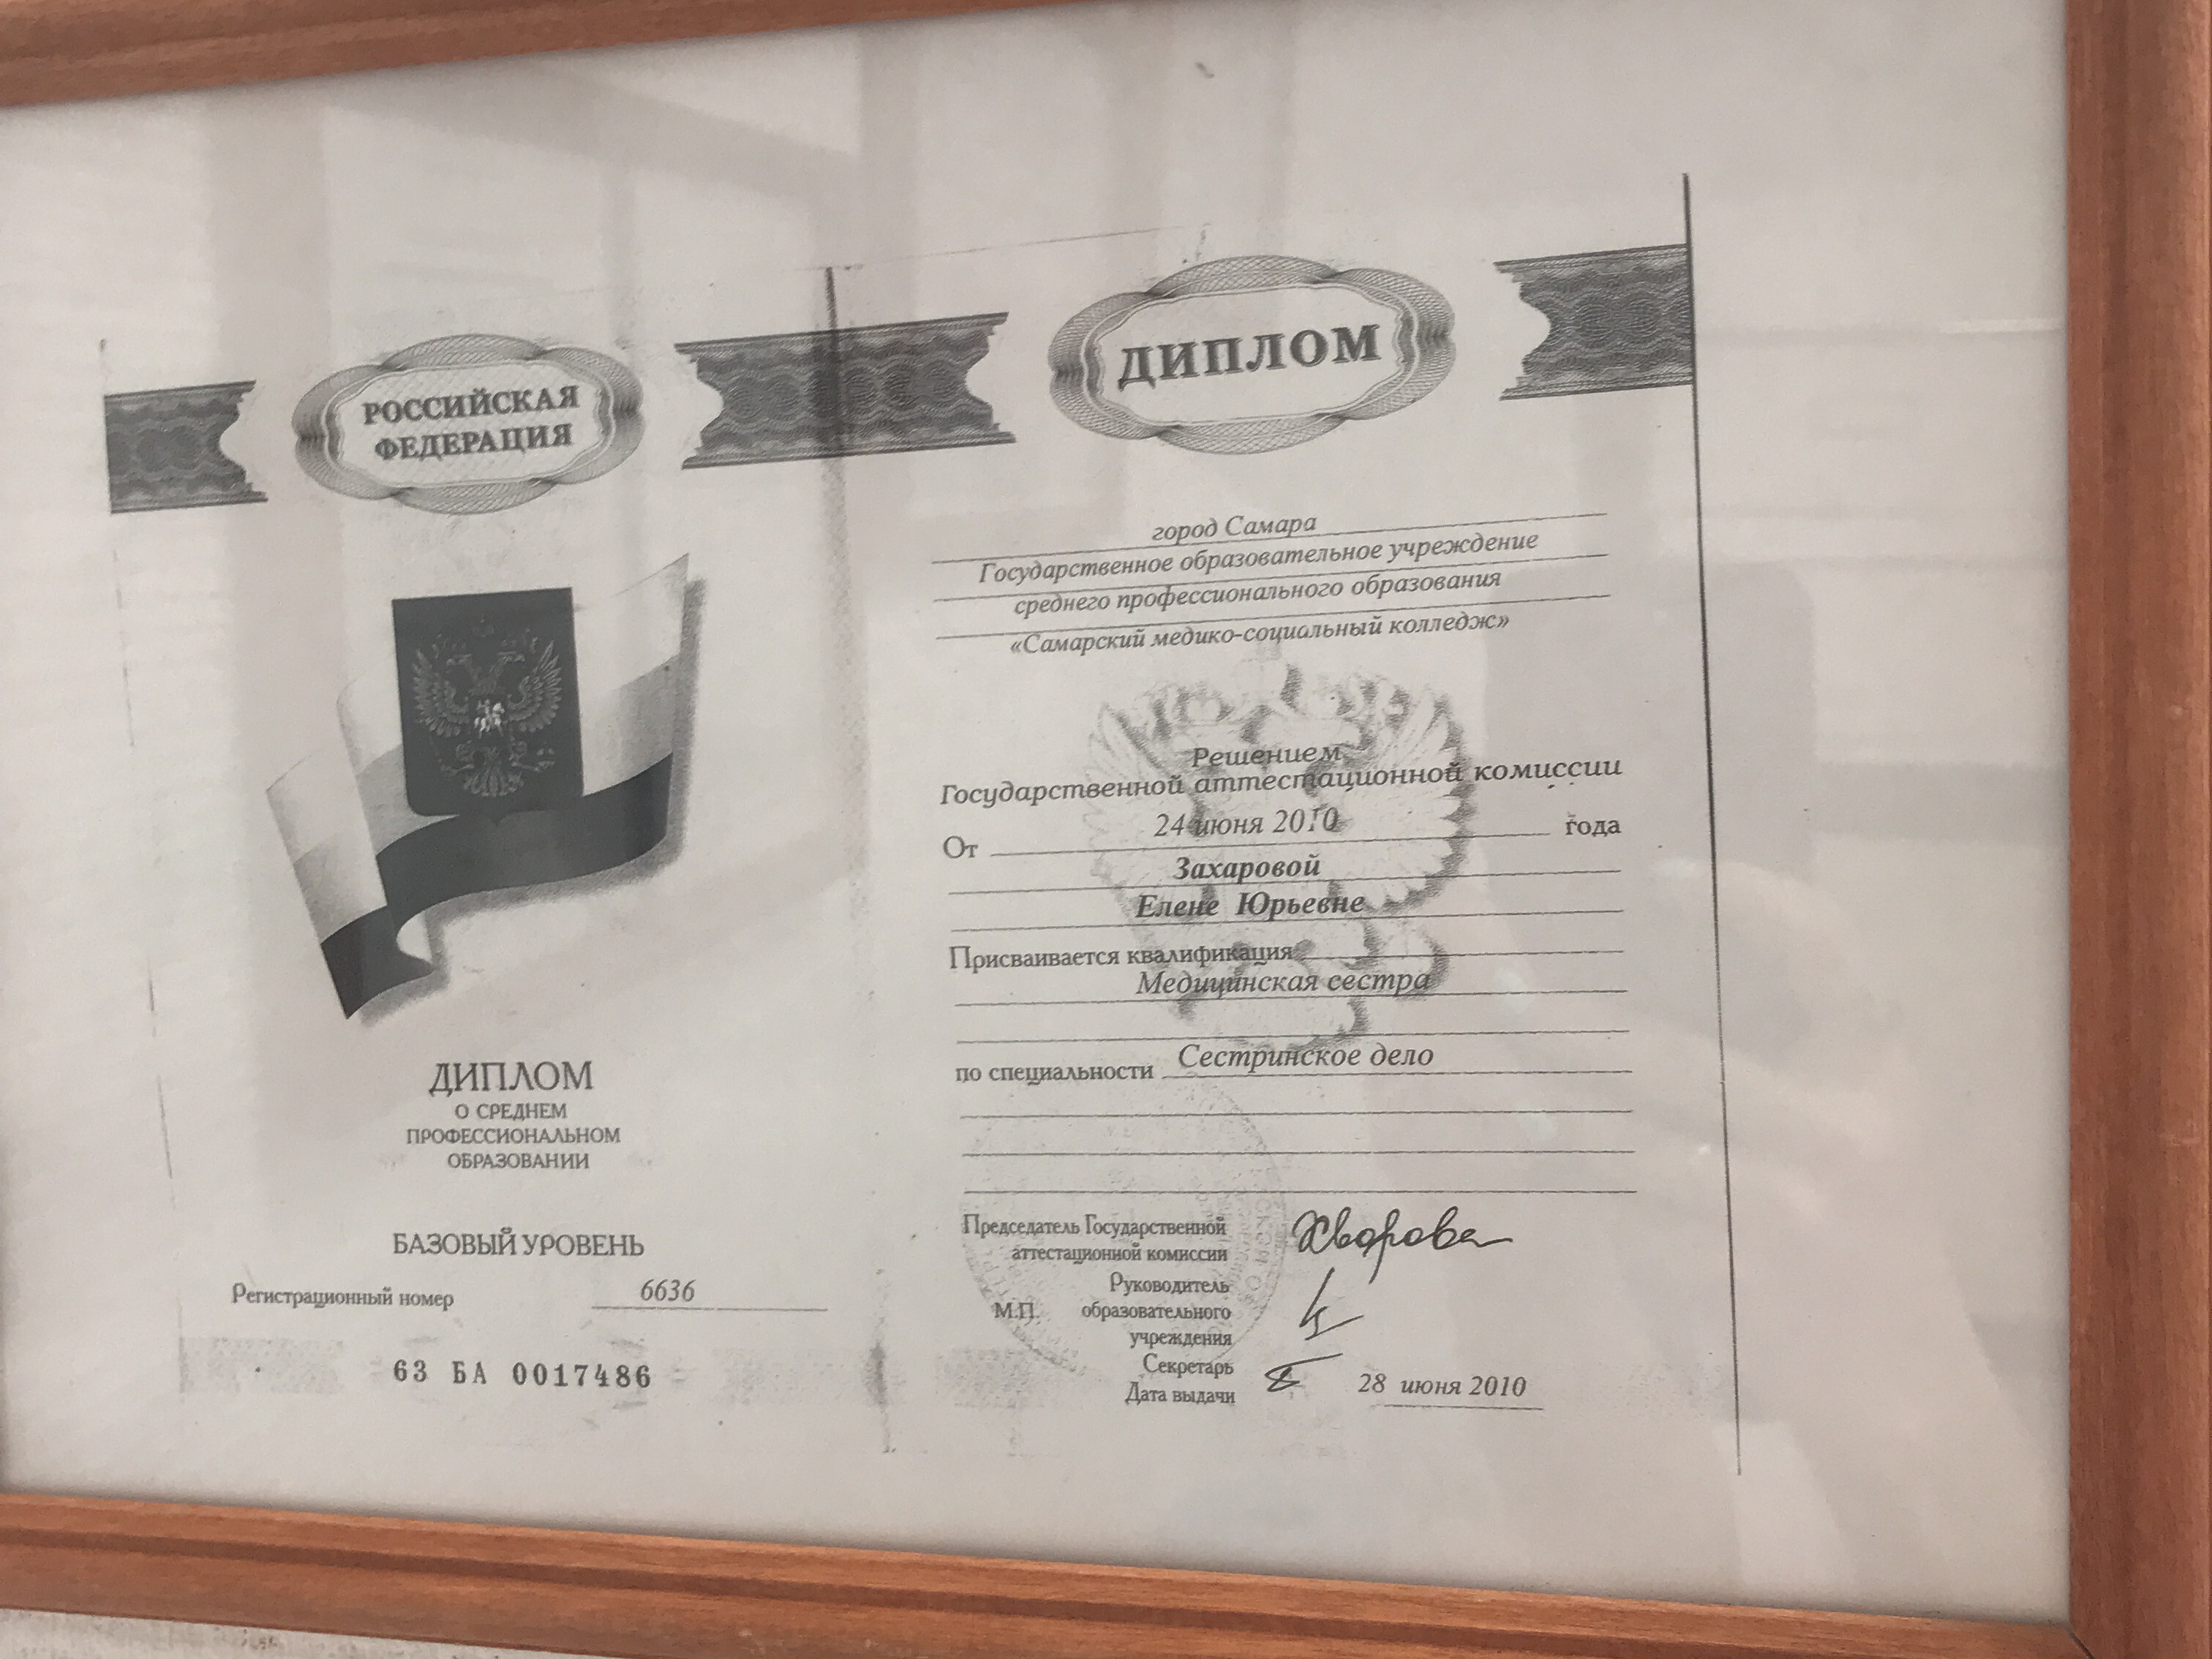 РОССИЙСКАЯ
ФЕДЕРАЦИЯ
ДИПЛОМ
О СРЕДНЕМ
ПРОФЕССИОНАЛЬНОМ
ОБРАЗОВАНИИ
БАЗОВЫЙ УРОВЕНЬ
Регистрационный номер 6636
63 БА 0017486
ДИПЛОМ
город Самара
Государственное образовательное учреждение
среднего профессионального образования
«Самарский медико-социальный колледж»
Решением
Государственной аттестационной комиссии
От 24 июня 2010 года
Захаровой
Елене Юрьевне
Присваивается квалификация
Медицинская сестра
по специальности Сестринское дело
Председатель Государственной
аттестационной комиссии
Руководитель
М.П. образовательного
учреждения
Секретарь
Дата выдачи 28 июня 2010